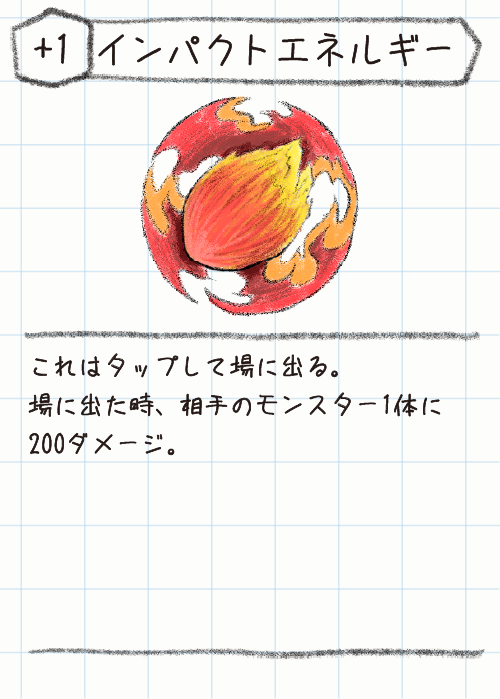 +1 インパクトエネルギー
これはタップして場に出る。
場に出た時、相手のモンスター1体に
200ダメージ。